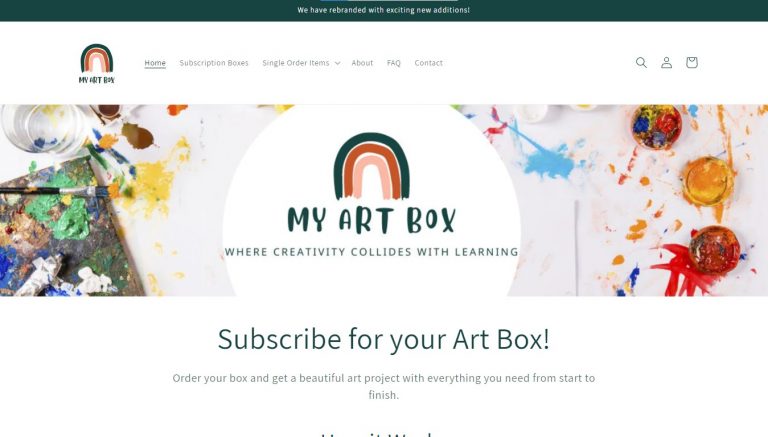 We have rebranded with exciting new additions!
MY ART BOX
Home Subscription Boxes Single Order Items About FAQ Contact
MY ART BOX
WHERE CREATIVITY COLLIDES WITH LEARNING
Subscribe for your Art Box!
Order your box and get a beautiful art project with everything you need from start to
finish.